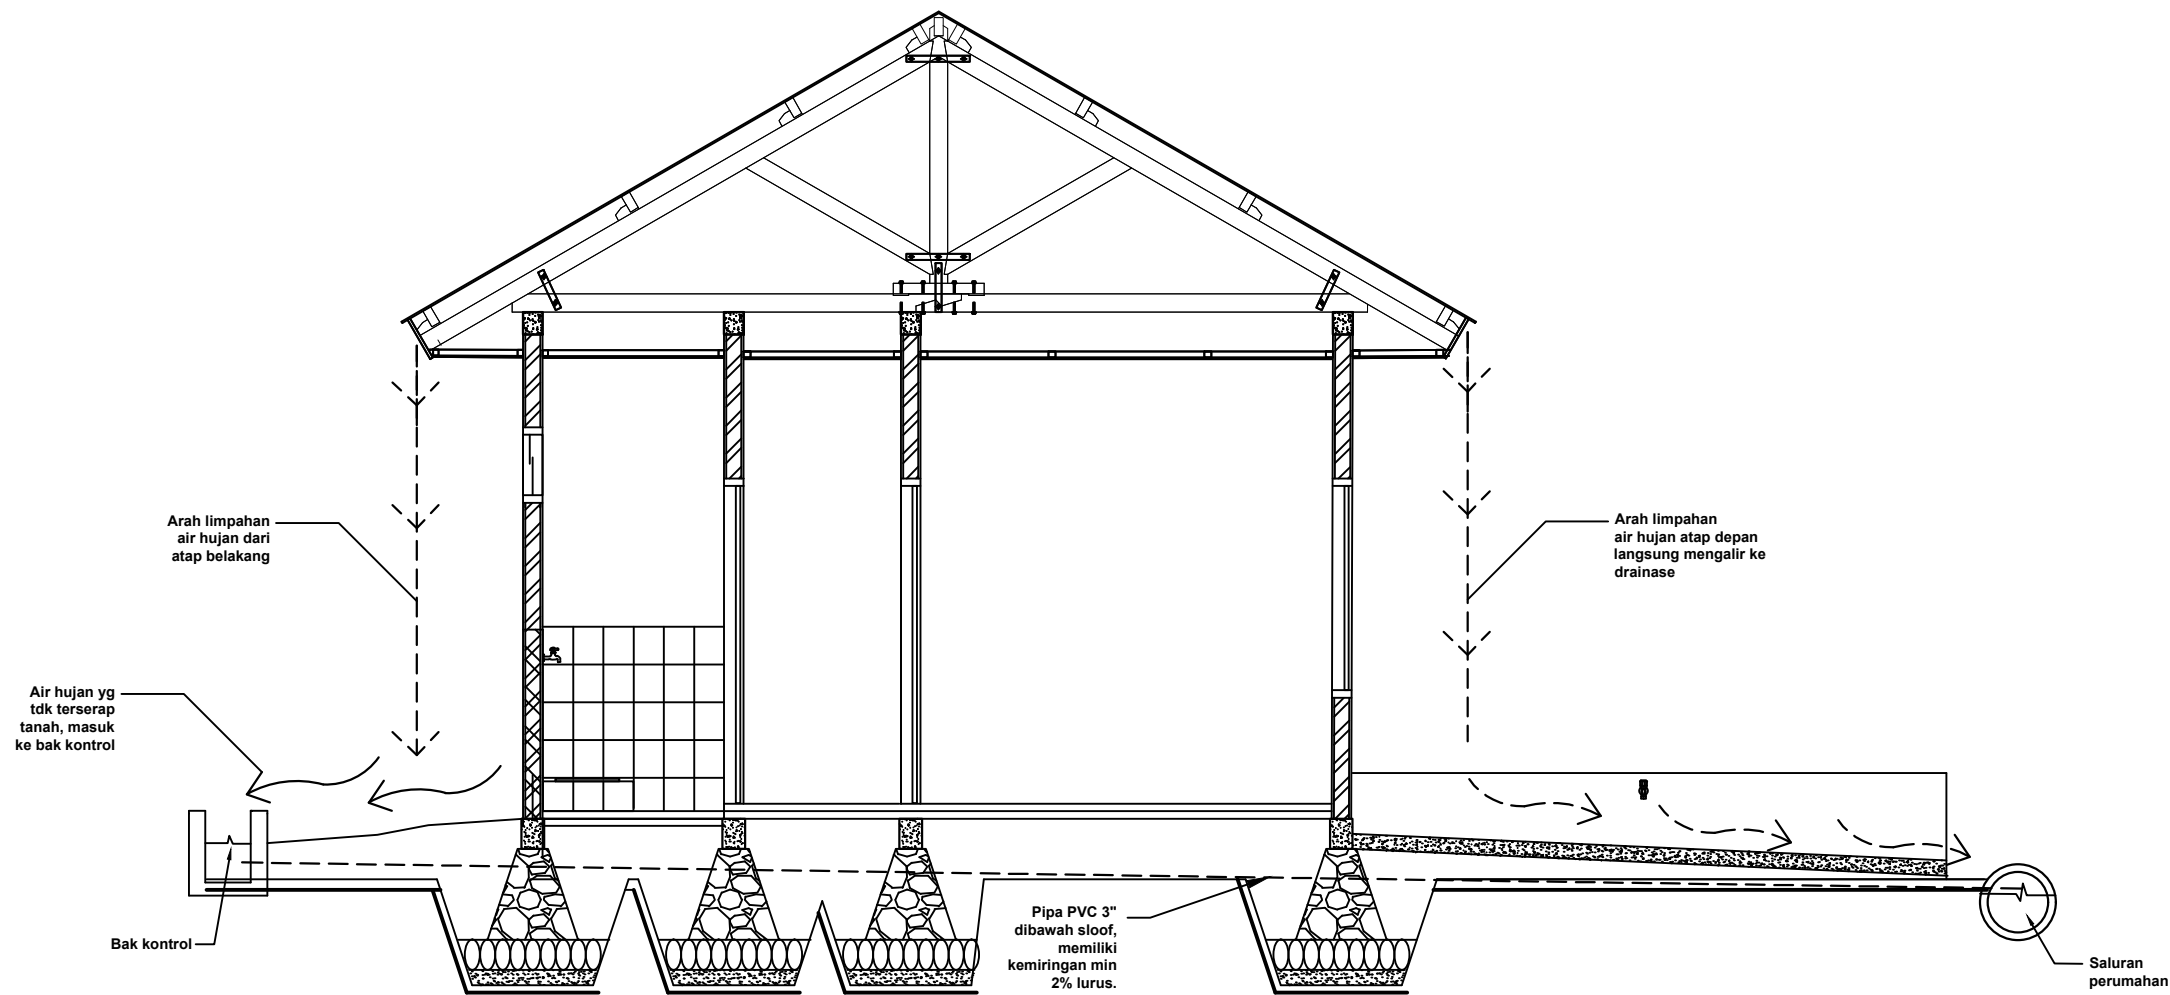 Arah limpahan
air hujan dari
atap belakang
Arah limpahan
air hujan atap depan
langsung mengalir ke
drainase
Air hujan yg
tdk terserap
tanah, masuk
ke bak kontrol
Bak kontrol
Pipa PVC 3"
dibawah sloof,
memiliki
kemiringan min
2% lurus.
Saluran
perumahan